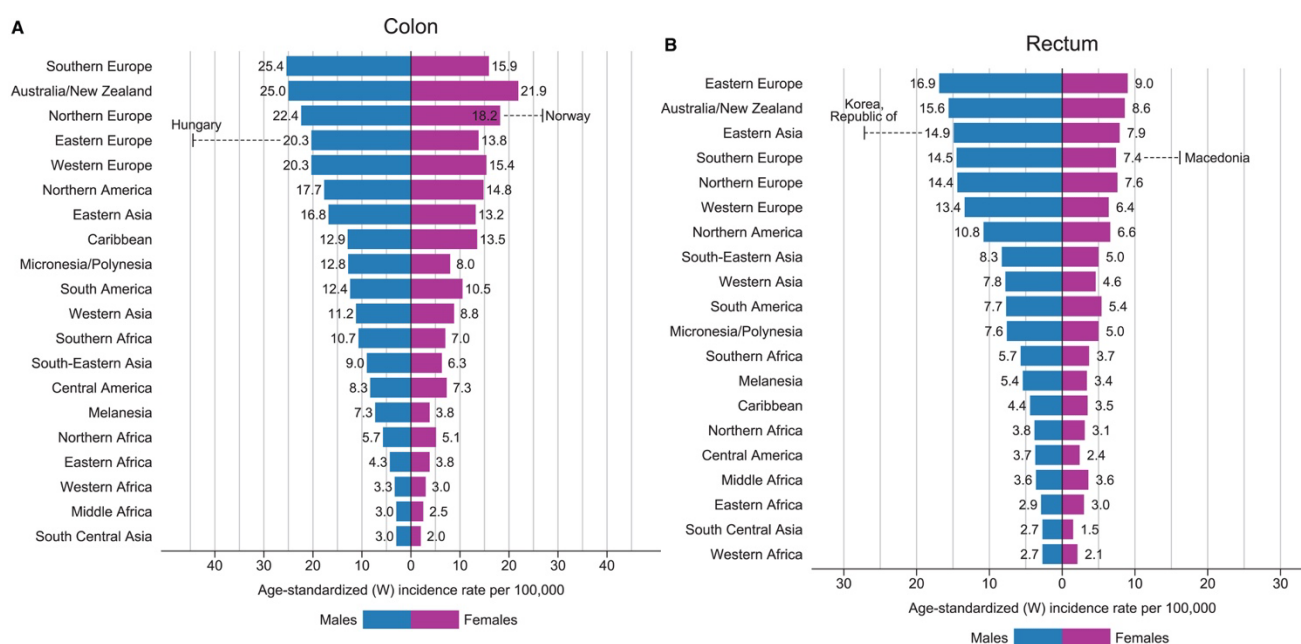 A
Colon
Southern Europe 25.4 15.9
Australia/New Zealand 25.0 21.9
Northern Europe 22.4 18.2 Norway
Hungary
Eastern Europe 20.3 13.8
Western Europe 20.3 15.4
Northern America 17.7 14.8
Eastern Asia 16.8 13.2
Caribbean 12.9 13.5
Micronesia/Polynesia 12.8 8.0
South America 12.4 10.5
Western Asia 11.2 8.8
Southern Africa 10.7 7.0
South-Eastern Asia 9.0 6.3
Central America 8.3 7.3
Melanesia 7.3 3.8
Northern Africa 5.7 5.1
Eastern Africa 4.3 3.8
Western Africa 3.3 3.0
Middle Africa 3.0 2.5
South Central Asia 3.0 2.0
40 30 20 10 0 10 20 30 40
Age-standardized (W) incidence rate per 100,000
Males Females
B
Rectum
Eastern Europe 16.9 9.0
Australia/New Zealand 15.6 8.6
Korea,
Republic of
Eastern Asia 14.9 7.9
Southern Europe 14.5 7.4 Macedonia
Northern Europe 14.4 7.6
Western Europe 13.4 6.4
Northern America 10.8 6.6
South-Eastern Asia 8.3 5.0
Western Asia 7.8 4.6
South America 7.7 5.4
Micronesia/Polynesia 7.6 5.0
Southern Africa 5.7 3.7
Melanesia 5.4 3.4
Caribbean 4.4 3.5
Northern Africa 3.8 3.1
Central America 3.7 2.4
Middle Africa 3.6 3.6
Eastern Africa 2.9 3.0
South Central Asia 2.7 1.5
Western Africa 2.7 2.1
30 20 10 0 10 20 30
Age-standardized (W) incidence rate per 100,000
Males Females